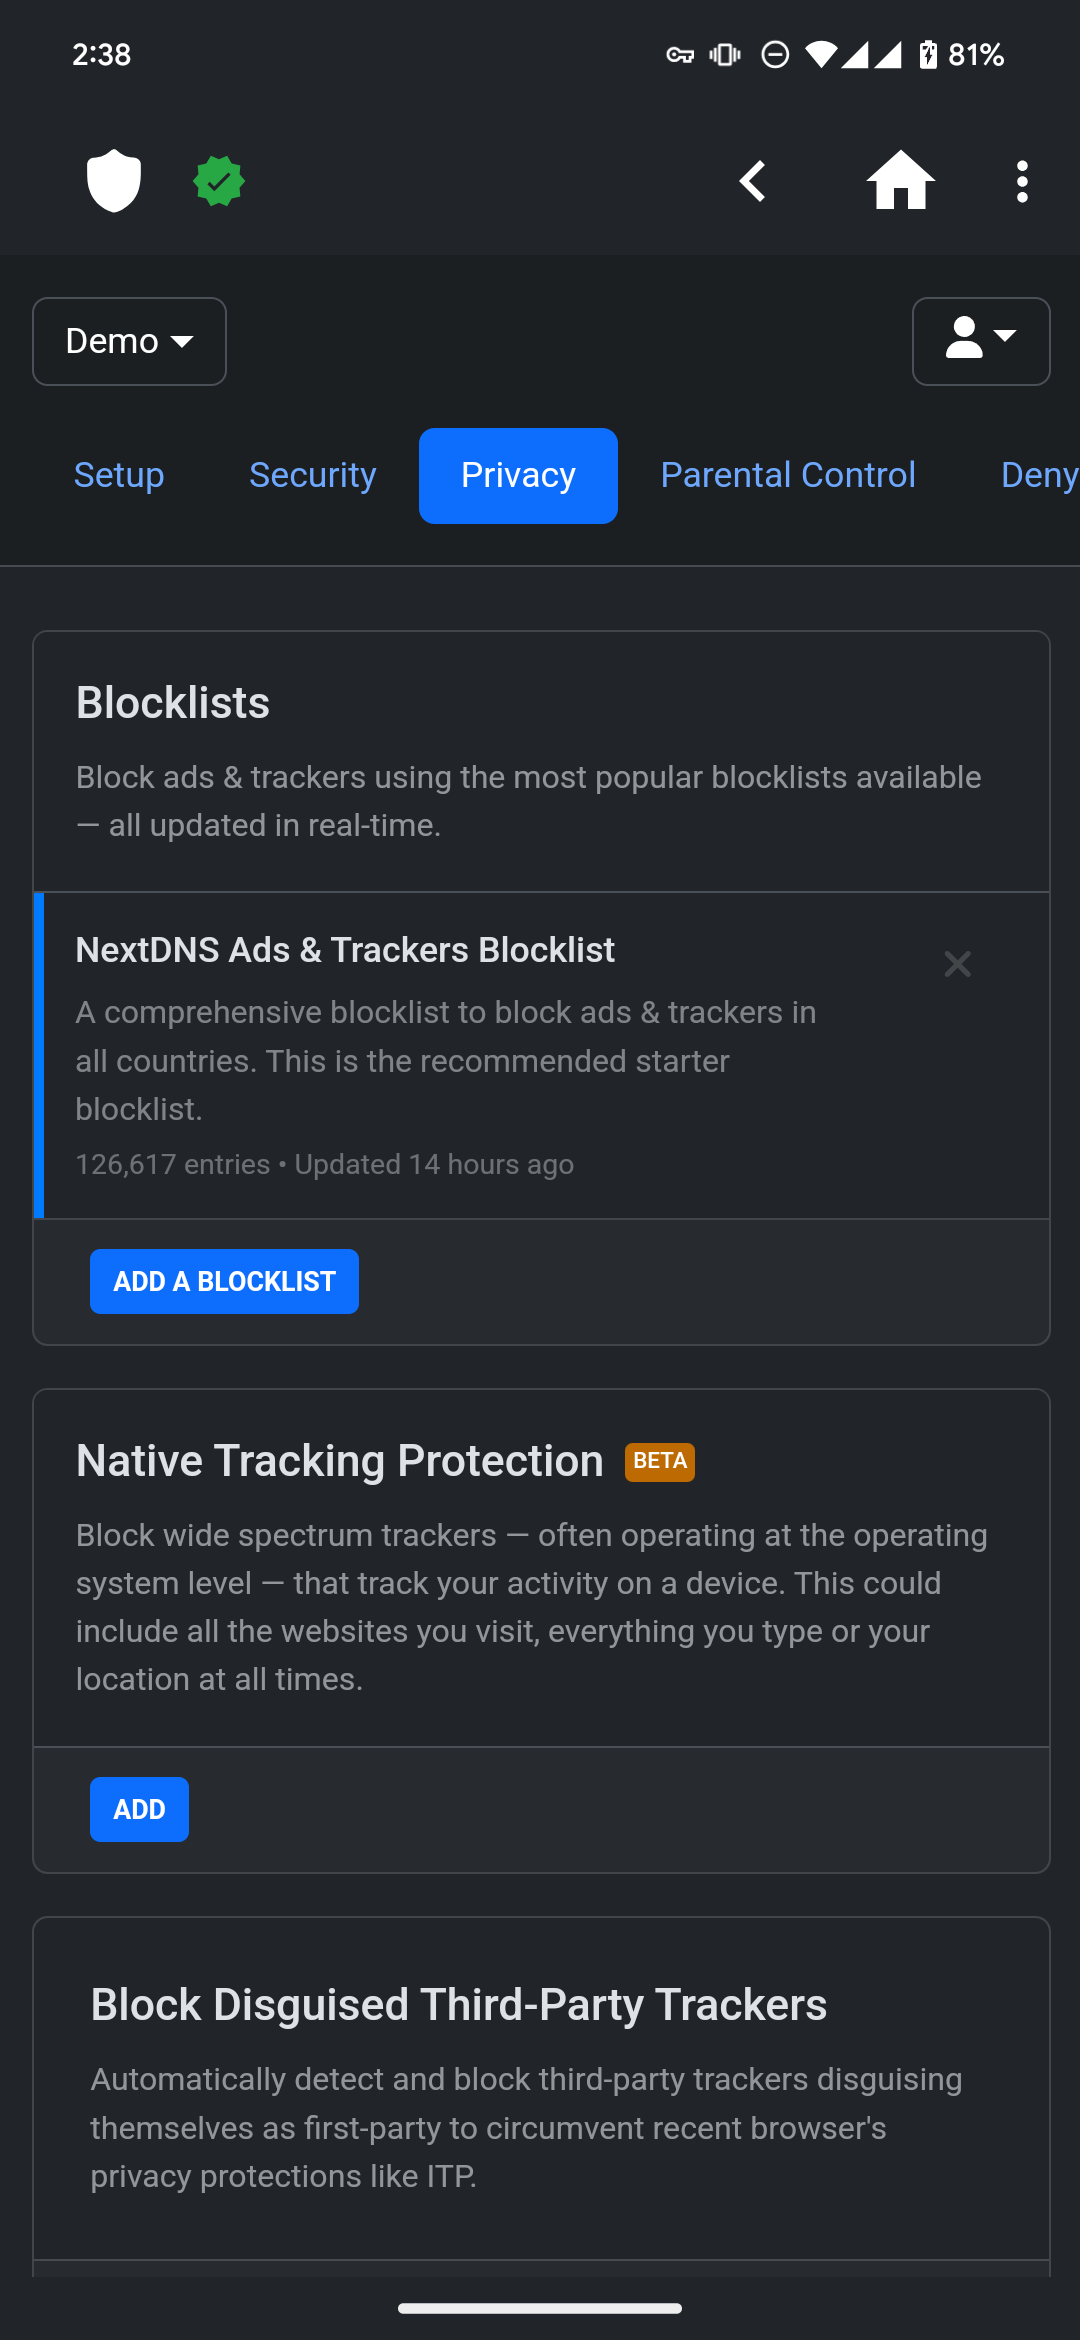 2:38
81%
Demo
Setup
Security
Privacy
Parental Control
Deny
Blocklists
Block ads & trackers using the most popular blocklists available
— all updated in real-time.
NextDNS Ads & Trackers Blocklist
A comprehensive blocklist to block ads & trackers in
all countries. This is the recommended starter
blocklist.
126,617 entries • Updated 14 hours ago
ADD A BLOCKLIST
Native Tracking Protection BETA
Block wide spectrum trackers — often operating at the operating
system level — that track your activity on a device. This could
include all the websites you visit, everything you type or your
location at all times.
ADD
Block Disguised Third-Party Trackers
Automatically detect and block third-party trackers disguising
themselves as first-party to circumvent recent browser's
privacy protections like ITP.